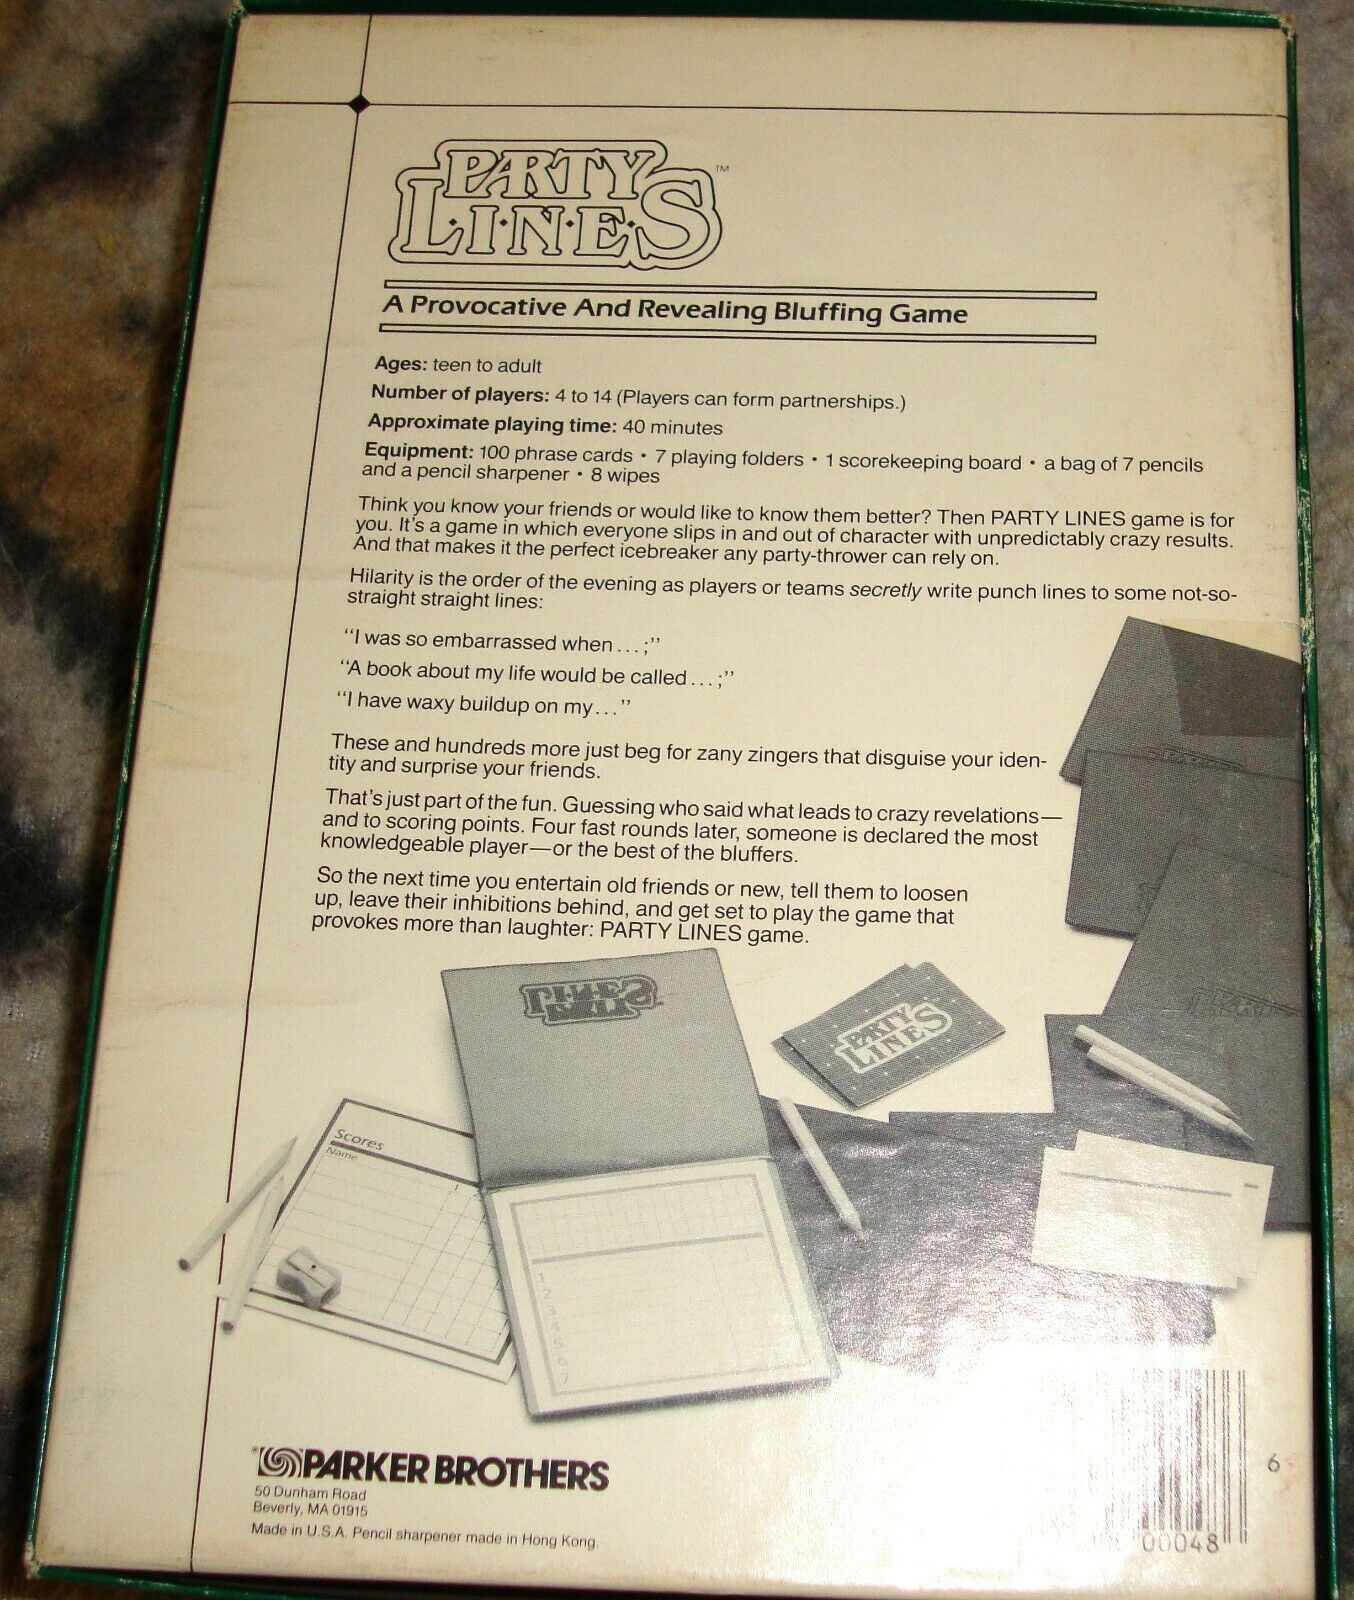 PARTY
L·I·N·E·S™
A Provocative And Revealing Bluffing Game
Ages: teen to adult
Number of players: 4 to 14 (Players can form partnerships.)
Approximate playing time: 40 minutes
Equipment: 100 phrase cards • 7 playing folders • 1 scorekeeping board • a bag of 7 pencils
and a pencil sharpener • 8 wipes
Think you know your friends or would like to know them better? Then PARTY LINES game is for
you. It's a game in which everyone slips in and out of character with unpredictably crazy results.
And that makes it the perfect icebreaker any party-thrower can rely on.
Hilarity is the order of the evening as players or teams secretly write punch lines to some not-so-
straight straight lines:
"I was so embarrassed when...;"
"A book about my life would be called...;"
"I have waxy buildup on my..."
These and hundreds more just beg for zany zingers that disguise your iden-
tity and surprise your friends.
That's just part of the fun. Guessing who said what leads to crazy revelations—
and to scoring points. Four fast rounds later, someone is declared the most
knowledgeable player—or the best of the bluffers.
So the next time you entertain old friends or new, tell them to loosen
up, leave their inhibitions behind, and get set to play the game that
provokes more than laughter: PARTY LINES game.
PARTY
LINES
PARTY
LINES
Scores
Name
1
2
3
4
5
6
7
PARKER BROTHERS
50 Dunham Road
Beverly, MA 01915
Made in U.S.A. Pencil sharpener made in Hong Kong.
00048
6